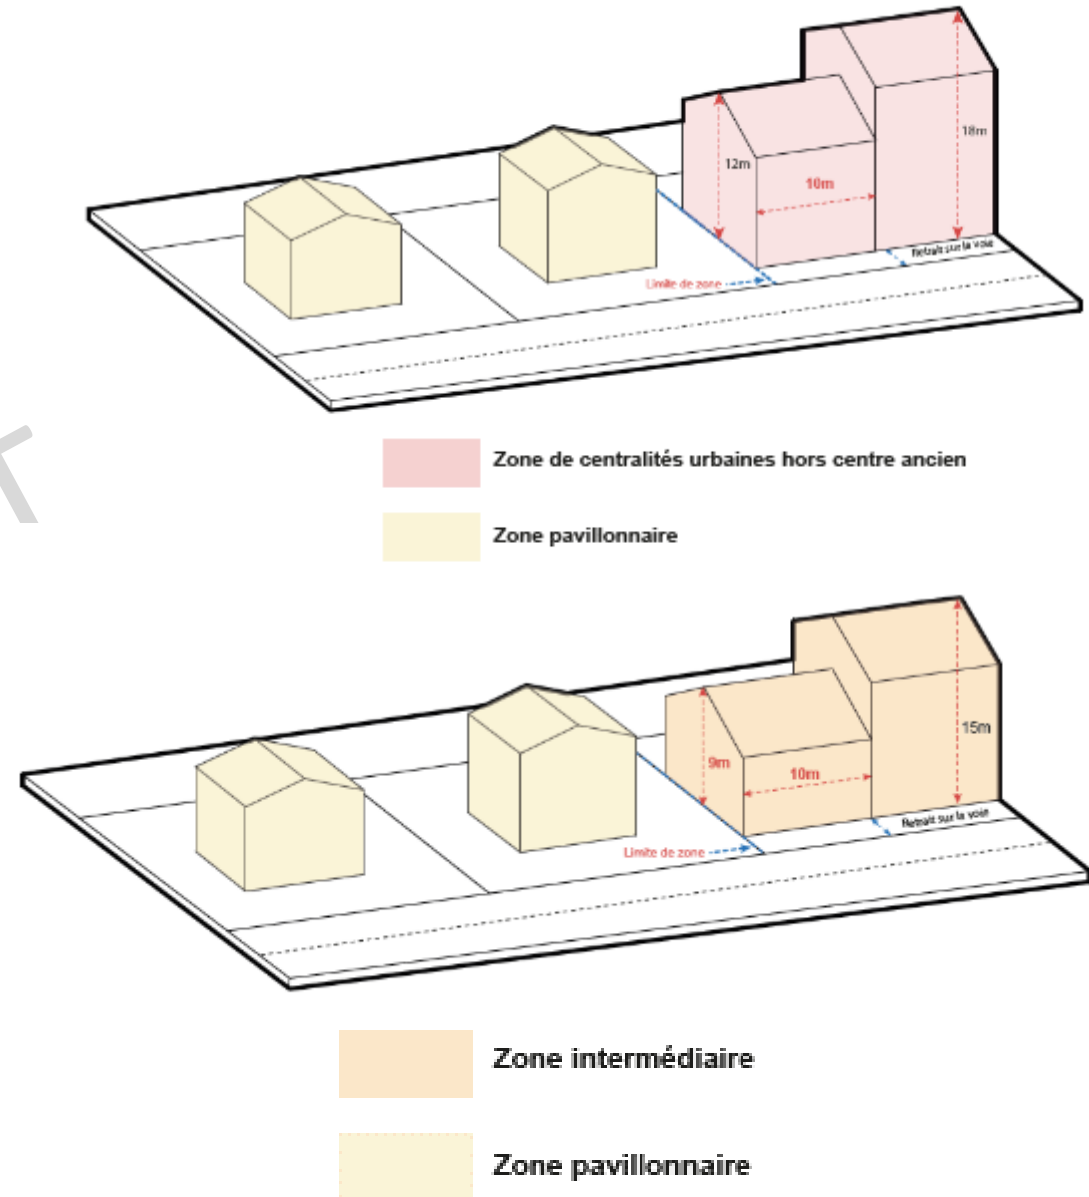 18m
12m
10m
Retrait sur la voie
Limite de zone
Zone de centralités urbaines hors centre ancien
Zone pavillonnaire
15m
9m
10m
Retrait sur la voie
Limite de zone
Zone intermédiaire
Zone pavillonnaire